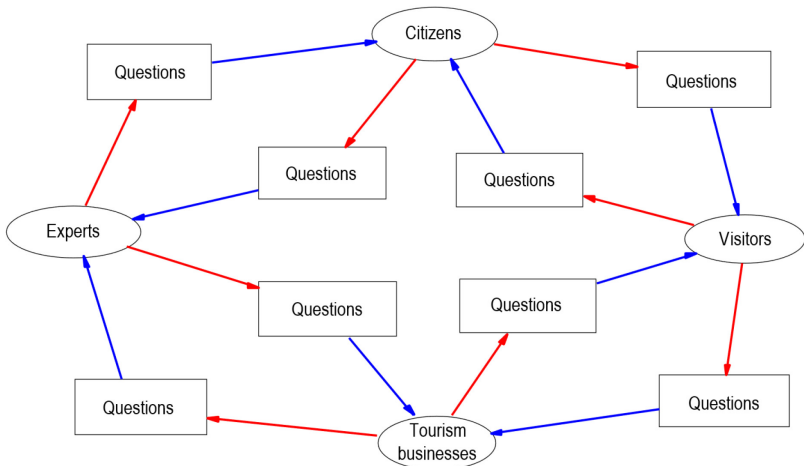 Citizens
Questions
Questions
Questions
Questions
Experts
Visitors
Questions
Questions
Questions
Questions
Tourism
businesses